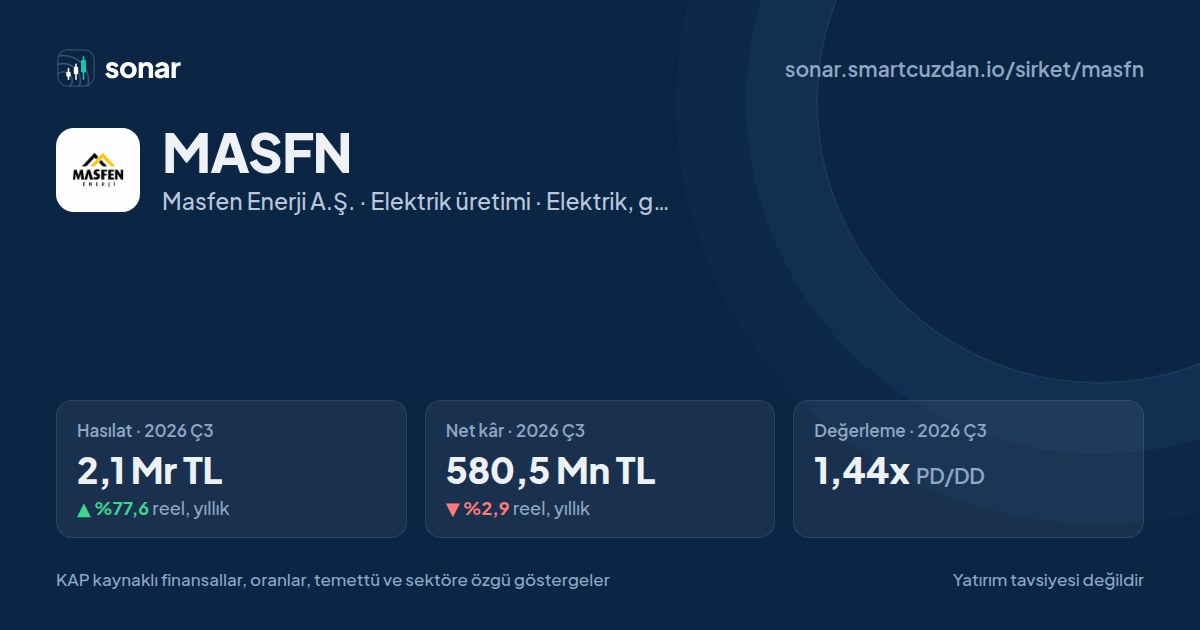 sonar
sonar.smartcuzdan.io/sirket/masfn
MASFEN
ENERJİ
MASFN
Masfen Enerji A.Ş. · Elektrik üretimi · Elektrik, g...
Hasılat · 2026 Ç3
2,1 Mr TL
▲ %77,6 reel, yıllık
Net kâr · 2026 Ç3
580,5 Mn TL
▼ %2,9 reel, yıllık
Değerleme · 2026 Ç3
1,44x PD/DD
KAP kaynaklı finansallar, oranlar, temettü ve sektöre özgü göstergeler
Yatırım tavsiyesi değildir